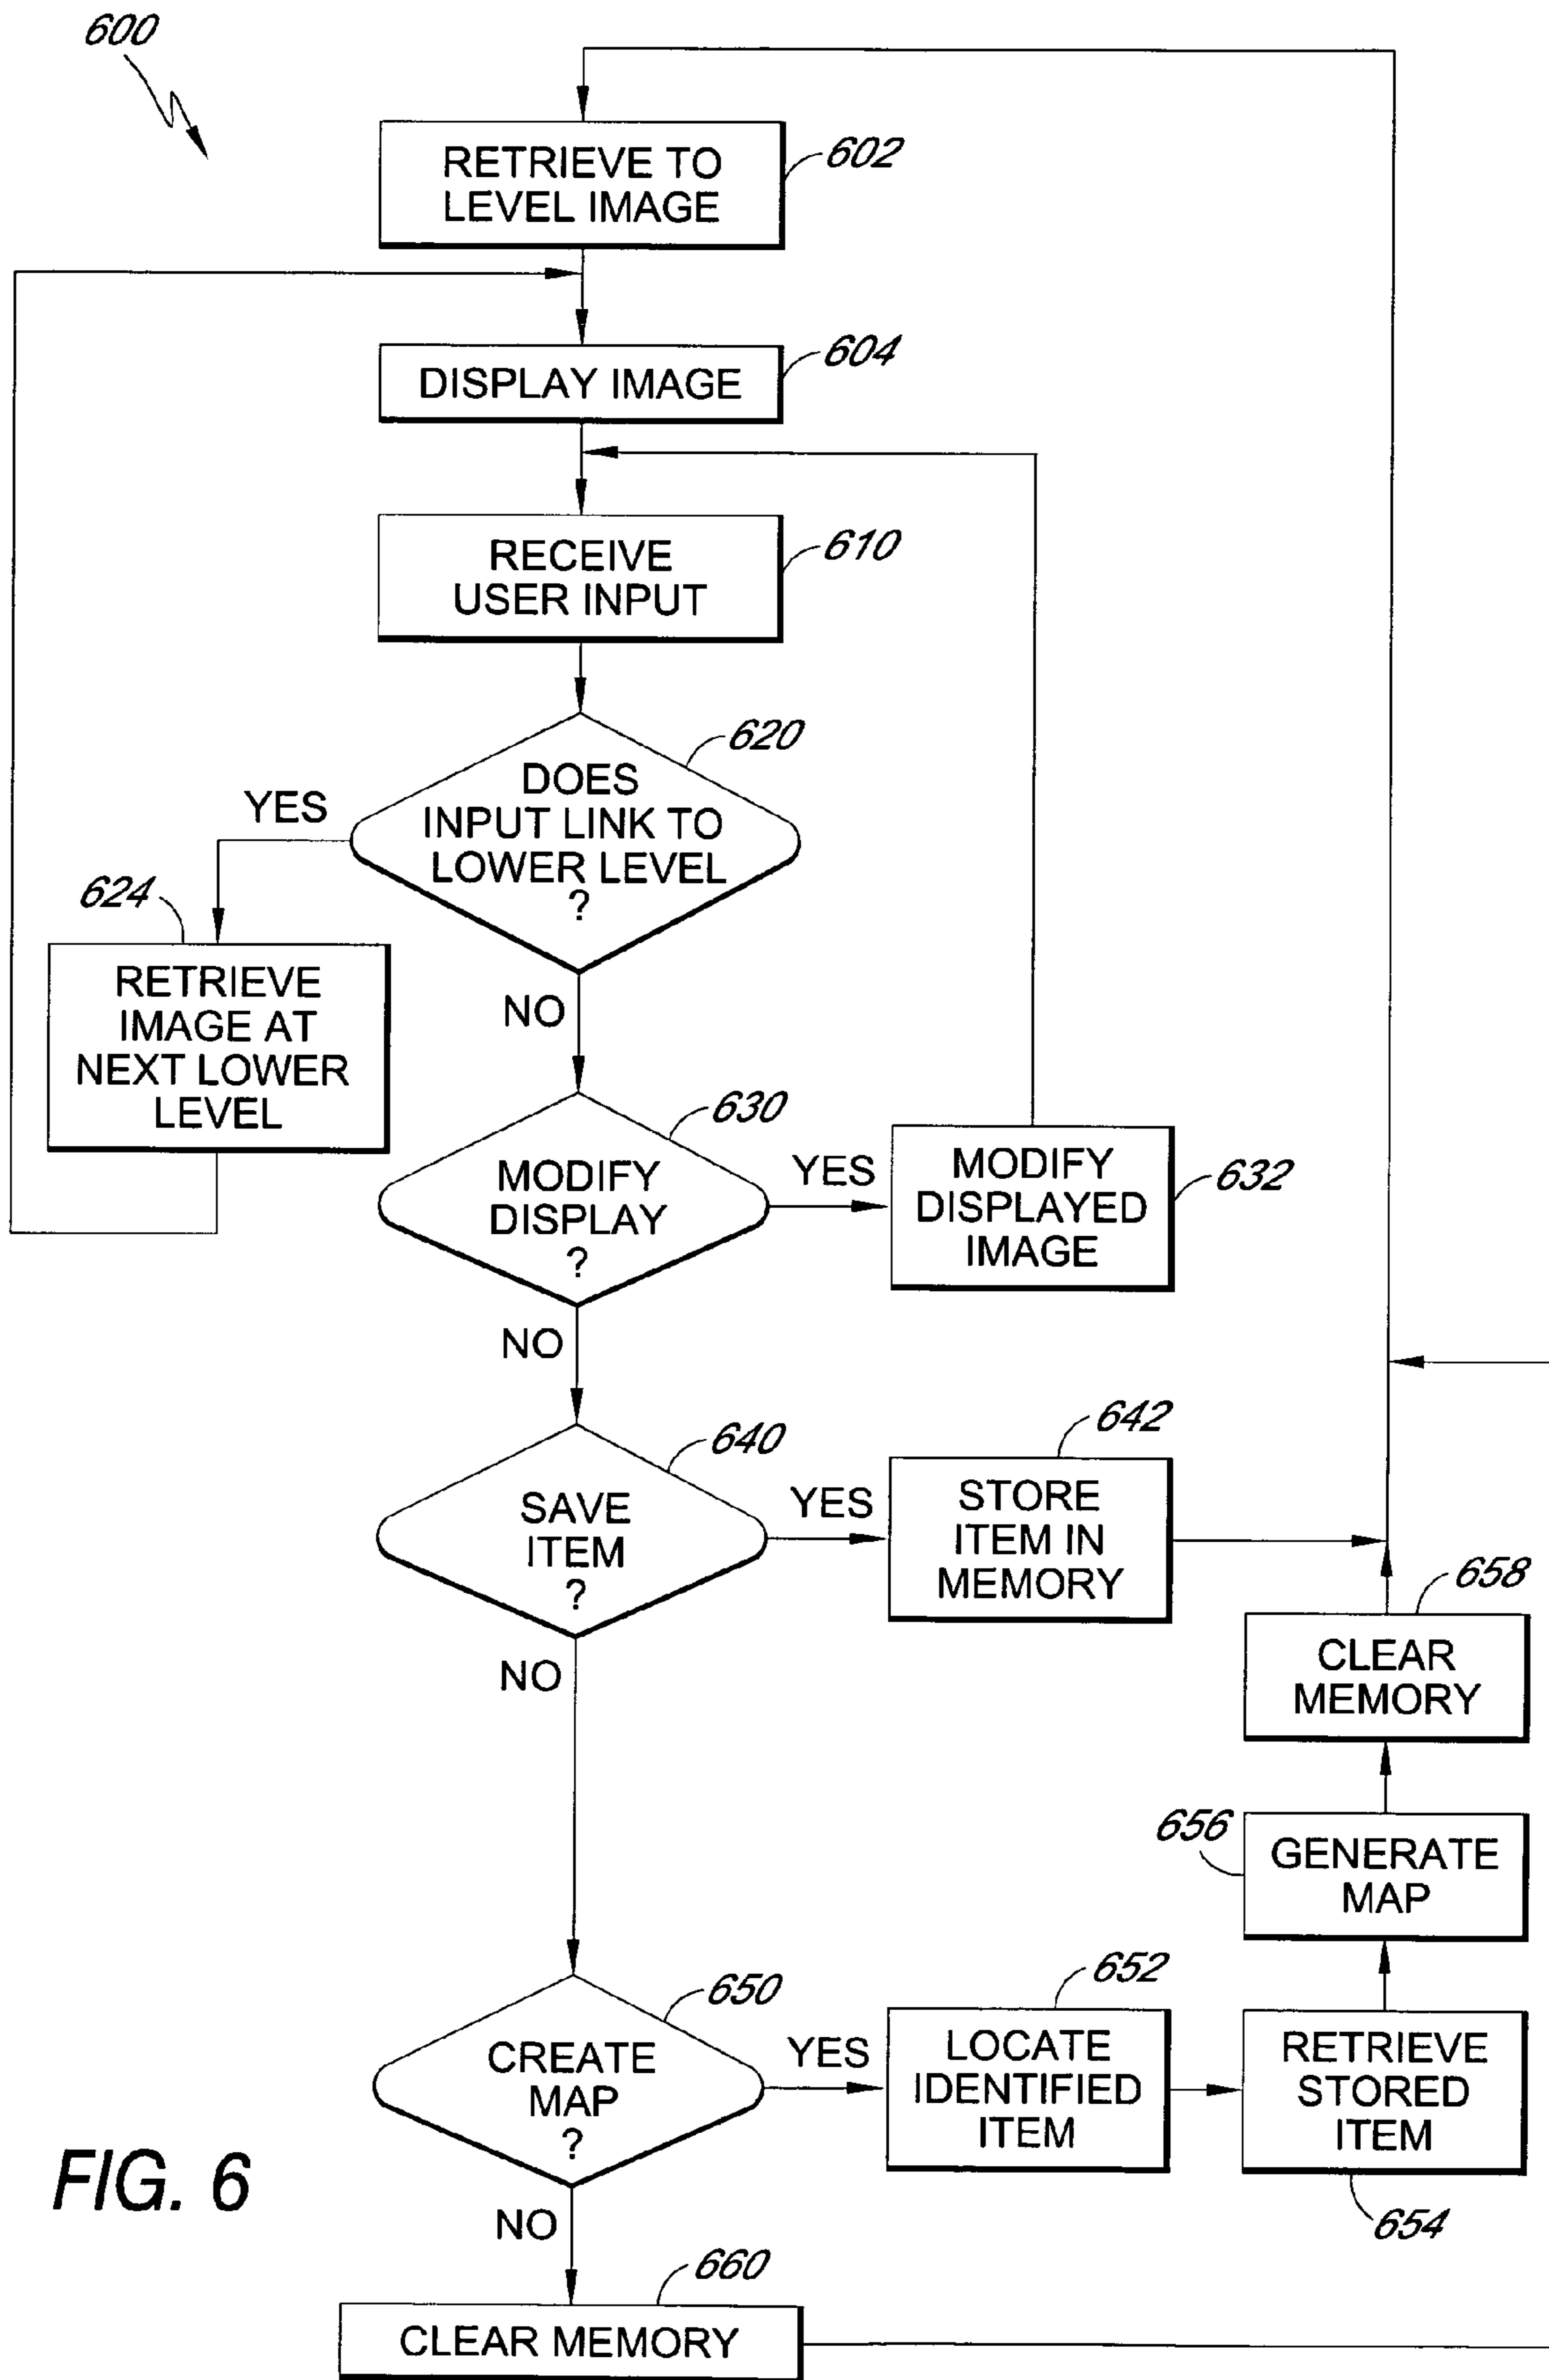 600
RETRIEVE TO
LEVEL IMAGE
602
DISPLAY IMAGE
604
RECEIVE
USER INPUT
610
DOES
INPUT LINK TO
LOWER LEVEL
?
620
YES
624
RETRIEVE
IMAGE AT
NEXT LOWER
LEVEL
NO
MODIFY
DISPLAY
?
630
YES
MODIFY
DISPLAYED
IMAGE
632
NO
SAVE
ITEM
?
640
YES
STORE
ITEM IN
MEMORY
642
NO
658
CLEAR
MEMORY
656
GENERATE
MAP
CREATE
MAP
?
650
YES
LOCATE
IDENTIFIED
ITEM
652
RETRIEVE
STORED
ITEM
654
NO
CLEAR MEMORY
660
FIG. 6